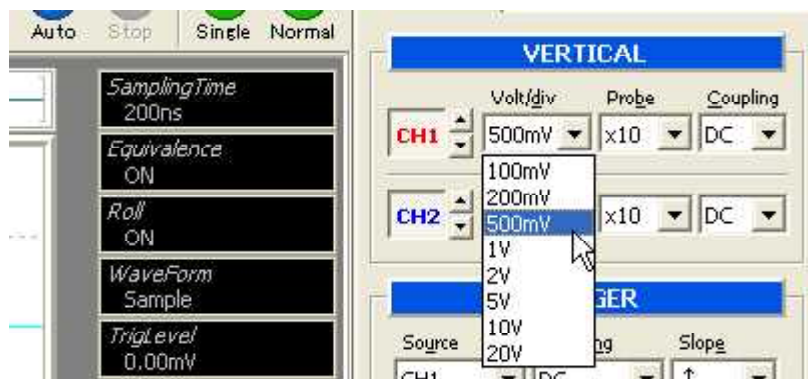 Auto Stop Single Normal
SamplingTime
200ns
Equivalence
ON
Roll
ON
WaveForm
Sample
TrigLevel
0.00mV
VERTICAL
Volt/div Probe Coupling
CH1 500mV x10 DC
100mV
200mV
CH2 500mV x10 DC
1V
2V
5V
10V
20V
Source Slope
CH1 DC ↑